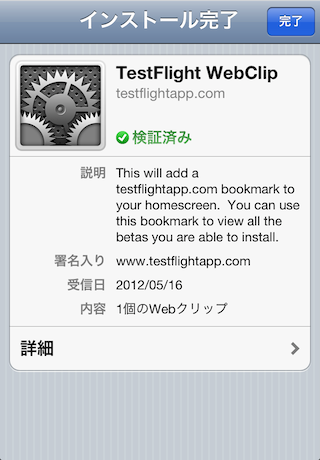 インストール完了
完了
TestFlight WebClip
testflightapp.com
検証済み
説明 This will add a
testflightapp.com bookmark to
your homescreen.  You can use
this bookmark to view all the
betas you are able to install.
署名入り www.testflightapp.com
受信日 2012/05/16
内容 1個のWebクリップ
詳細